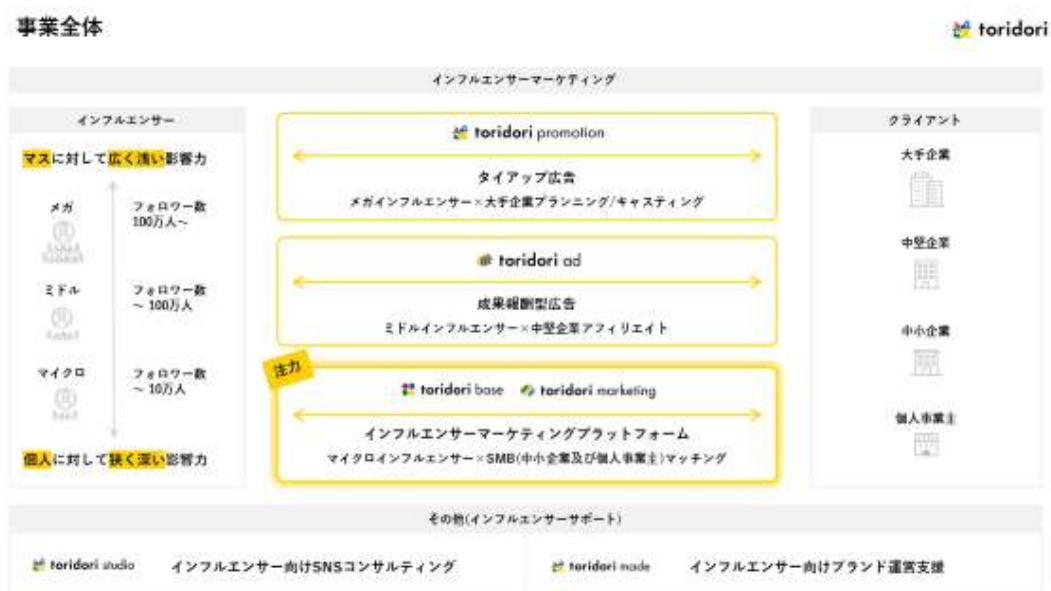 事業全体
toridori
インフルエンサーマーケティング
インフルエンサー
マスに対して広く浅い影響力
メガ
フォロワー数
100万人～
ミドル
フォロワー数
～ 100万人
マイクロ
フォロワー数
～ 10万人
個人に対して狭く深い影響力
toridori promotion
タイアップ広告
メガインフルエンサー×大手企業プランニング/キャスティング
toridori ad
成果報酬型広告
ミドルインフルエンサー×中堅企業アフィリエイト
注力
toridori base toridori marketing
インフルエンサーマーケティングプラットフォーム
マイクロインフルエンサー×SMB(中小企業及び個人事業主)マッチング
クライアント
大手企業
中堅企業
中小企業
個人事業主
その他(インフルエンサーサポート)
toridori studio インフルエンサー向けSNSコンサルティング
toridori made インフルエンサー向けブランド運営支援